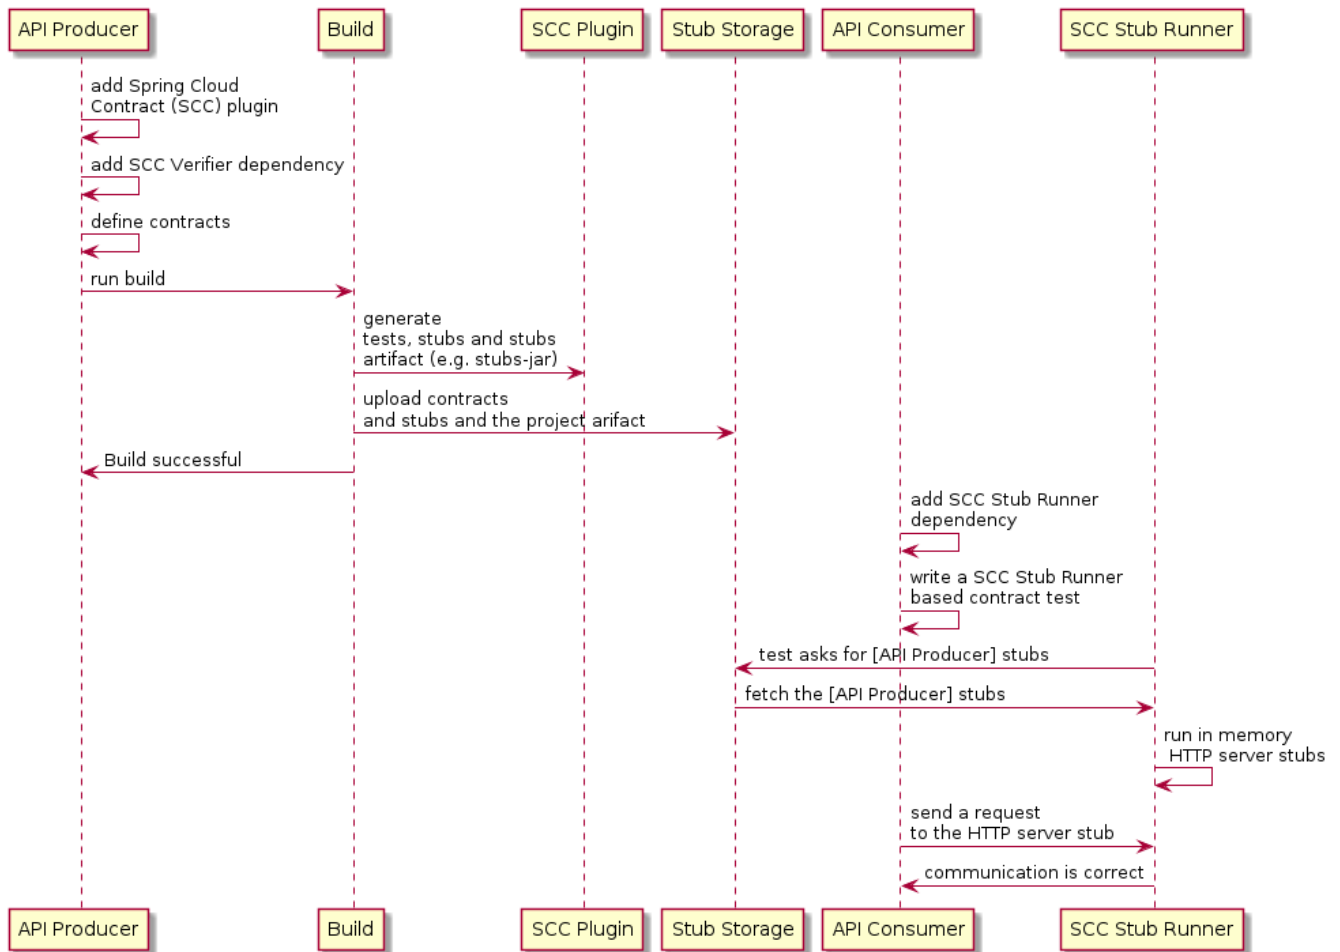 API Producer
Build
SCC Plugin
Stub Storage
API Consumer
SCC Stub Runner
add Spring Cloud
Contract (SCC) plugin
add SCC Verifier dependency
define contracts
run build
generate
tests, stubs and stubs
artifact (e.g. stubs-jar)
upload contracts
and stubs and the project arifact
Build successful
add SCC Stub Runner
dependency
write a SCC Stub Runner
based contract test
test asks for [API Producer] stubs
fetch the [API Producer] stubs
run in memory
HTTP server stubs
send a request
to the HTTP server stub
communication is correct
API Producer
Build
SCC Plugin
Stub Storage
API Consumer
SCC Stub Runner